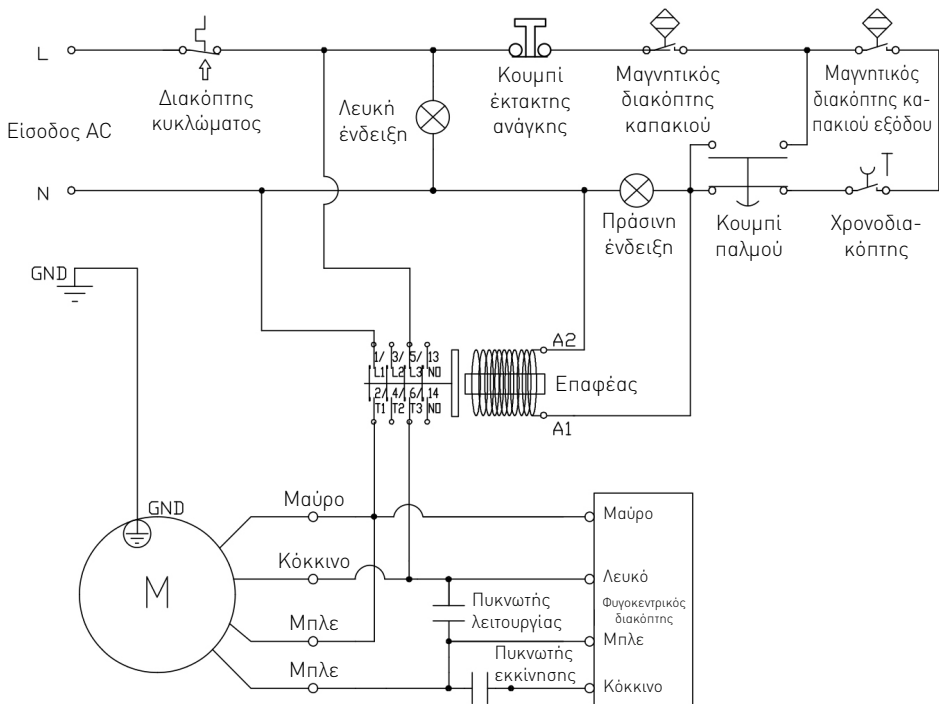 L
Διακόπτης
κυκλώματος
Λευκή
ένδειξη
Κουμπί
έκτακτης
ανάγκης
Μαγνητικός
διακόπτης
καπακιού
Μαγνητικός
διακόπτης κα-
πακιού εξόδου
Είσοδος AC
N
Πράσινη
ένδειξη
Κουμπί
παλμού
Χρονοδια-
κόπτης
GND
1/ 3/ 5/ 13
L1 L2 L3 NO
2/ 4/ 6/ 14
T1 T2 T3 NO
A2
Επαφέας
A1
GND
M
Μαύρο
Κόκκινο
Μπλε
Μπλε
Πυκνωτής
λειτουργίας
Πυκνωτής
εκκίνησης
Μαύρο
Λευκό
Φυγοκεντρικός
διακόπτης
Μπλε
Κόκκινο